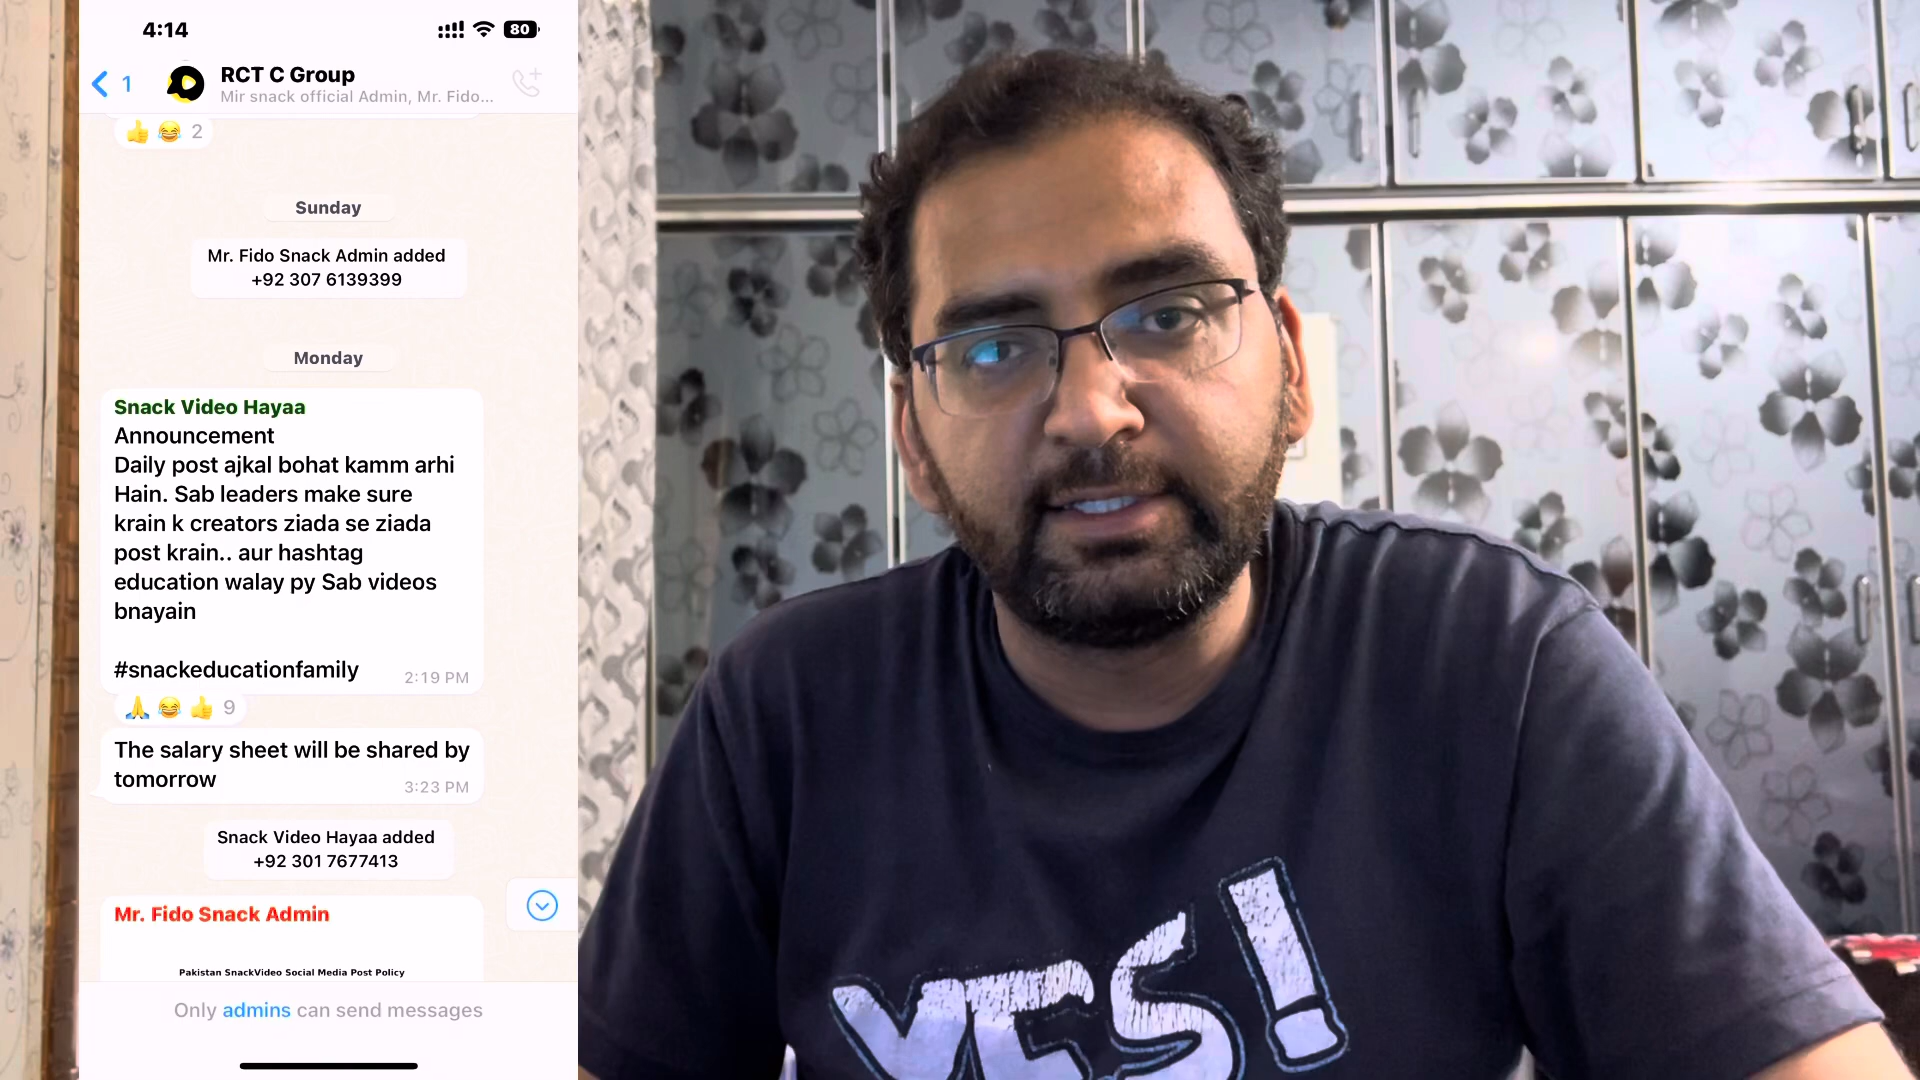 4:14
80
1
RCT C Group
Mir snack official Admin, Mr. Fido...
2
Sunday
Mr. Fido Snack Admin added
+92 307 6139399
Monday
Snack Video Hayaa
Announcement
Daily post ajkal bohat kamm arhi
Hain. Sab leaders make sure
krain k creators ziada se ziada
post krain.. aur hashtag
education walay py Sab videos
bnayain
#snackeducationfamily
2:19 PM
9
The salary sheet will be shared by
tomorrow
3:23 PM
Snack Video Hayaa added
+92 301 7677413
Mr. Fido Snack Admin
Pakistan SnackVideo Social Media Post Policy
Only admins can send messages
YES!